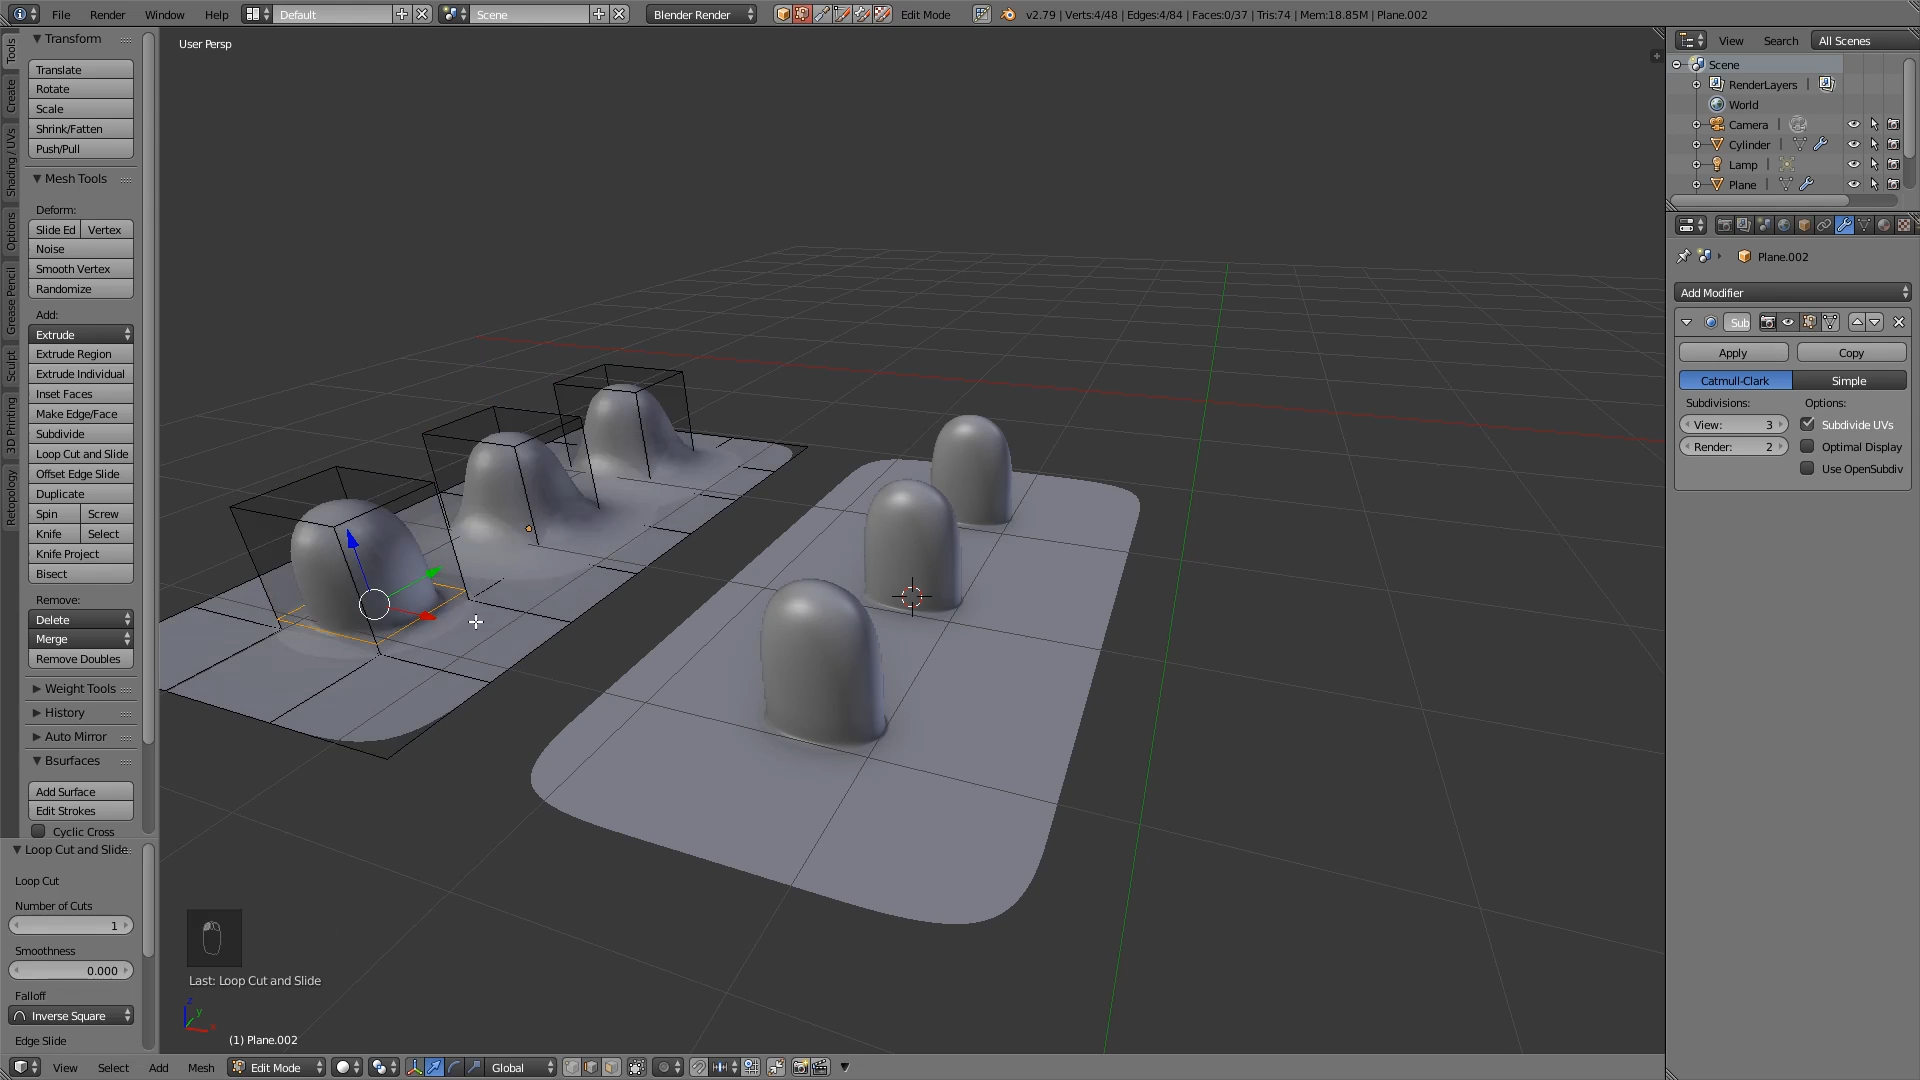 File Render Window Help Default Scene Blender Render Edit Mode v2.79 | Verts:4/48 | Edges:4/84 | Faces:0/37 | Tris:74 | Mem:18.85M | Plane.002
User Persp
Tools
Create
Shading / UVs
Options
Grease Pencil
Sculpt
3D Printing
Retopology
Transform
Translate
Rotate
Scale
Shrink/Fatten
Push/Pull
Mesh Tools
Deform:
Slide Ed Vertex
Noise
Smooth Vertex
Randomize
Add:
Extrude
Extrude Region
Extrude Individual
Inset Faces
Make Edge/Face
Subdivide
Loop Cut and Slide
Offset Edge Slide
Duplicate
Spin Screw
Knife Select
Knife Project
Bisect
Remove:
Delete
Merge
Remove Doubles
Weight Tools
History
Auto Mirror
Bsurfaces
Add Surface
Edit Strokes
Cyclic Cross
Loop Cut and Slide
Loop Cut
Number of Cuts
1
Smoothness
0.000
Falloff
Inverse Square
Edge Slide
Last: Loop Cut and Slide
z
y
x
(1) Plane.002
View Select Add Mesh Edit Mode Global
View Search All Scenes
Scene
RenderLayers |
World
Camera |
Cylinder |
Lamp |
Plane |
Plane.002
Add Modifier
Sub
Apply Copy
Catmull-Clark Simple
Subdivisions: Options:
View: 3 Subdivide UVs
Render: 2 Optimal Display
Use OpenSubdiv